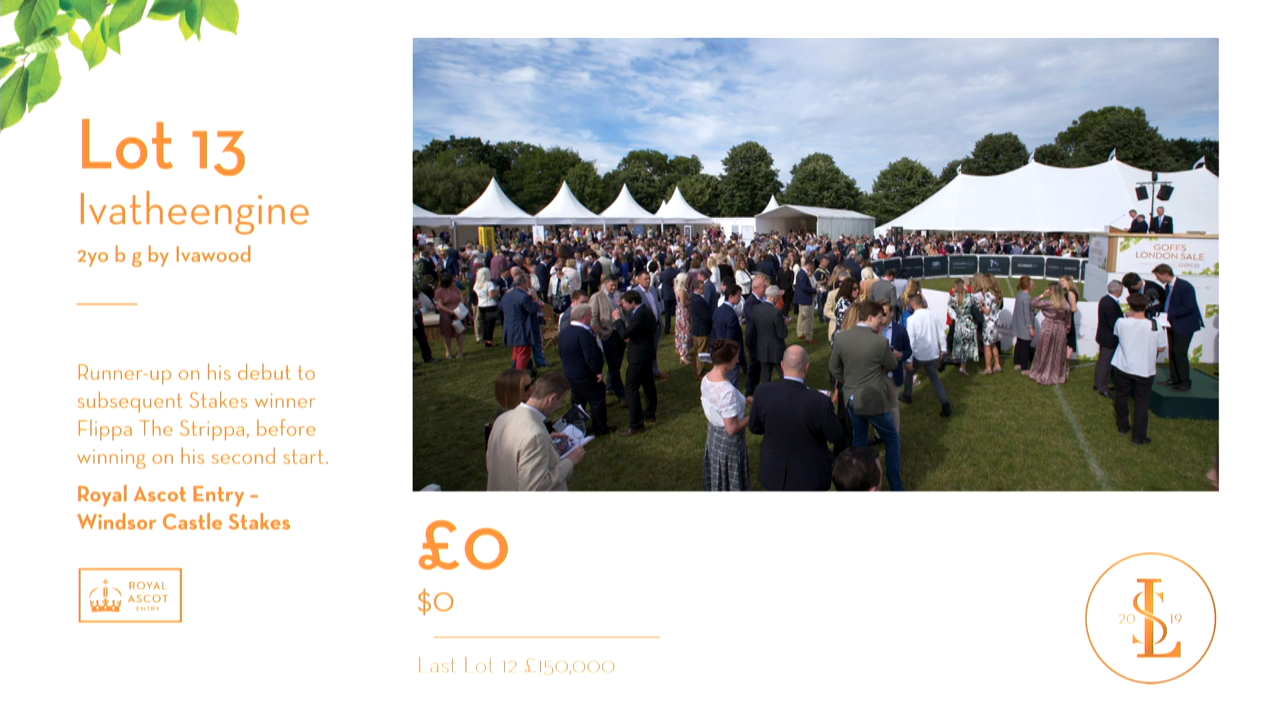 Lot 13
Ivatheengine
2yo b g by Ivawood
Runner-up on his debut to
subsequent Stakes winner
Flippa The Strippa, before
winning on his second start.
Royal Ascot Entry –
Windsor Castle Stakes
ROYAL
ASCOT
ENTRY
GOFFS
LONDON SALE
£0
$0
Last Lot 12 £150,000
20 SL 19